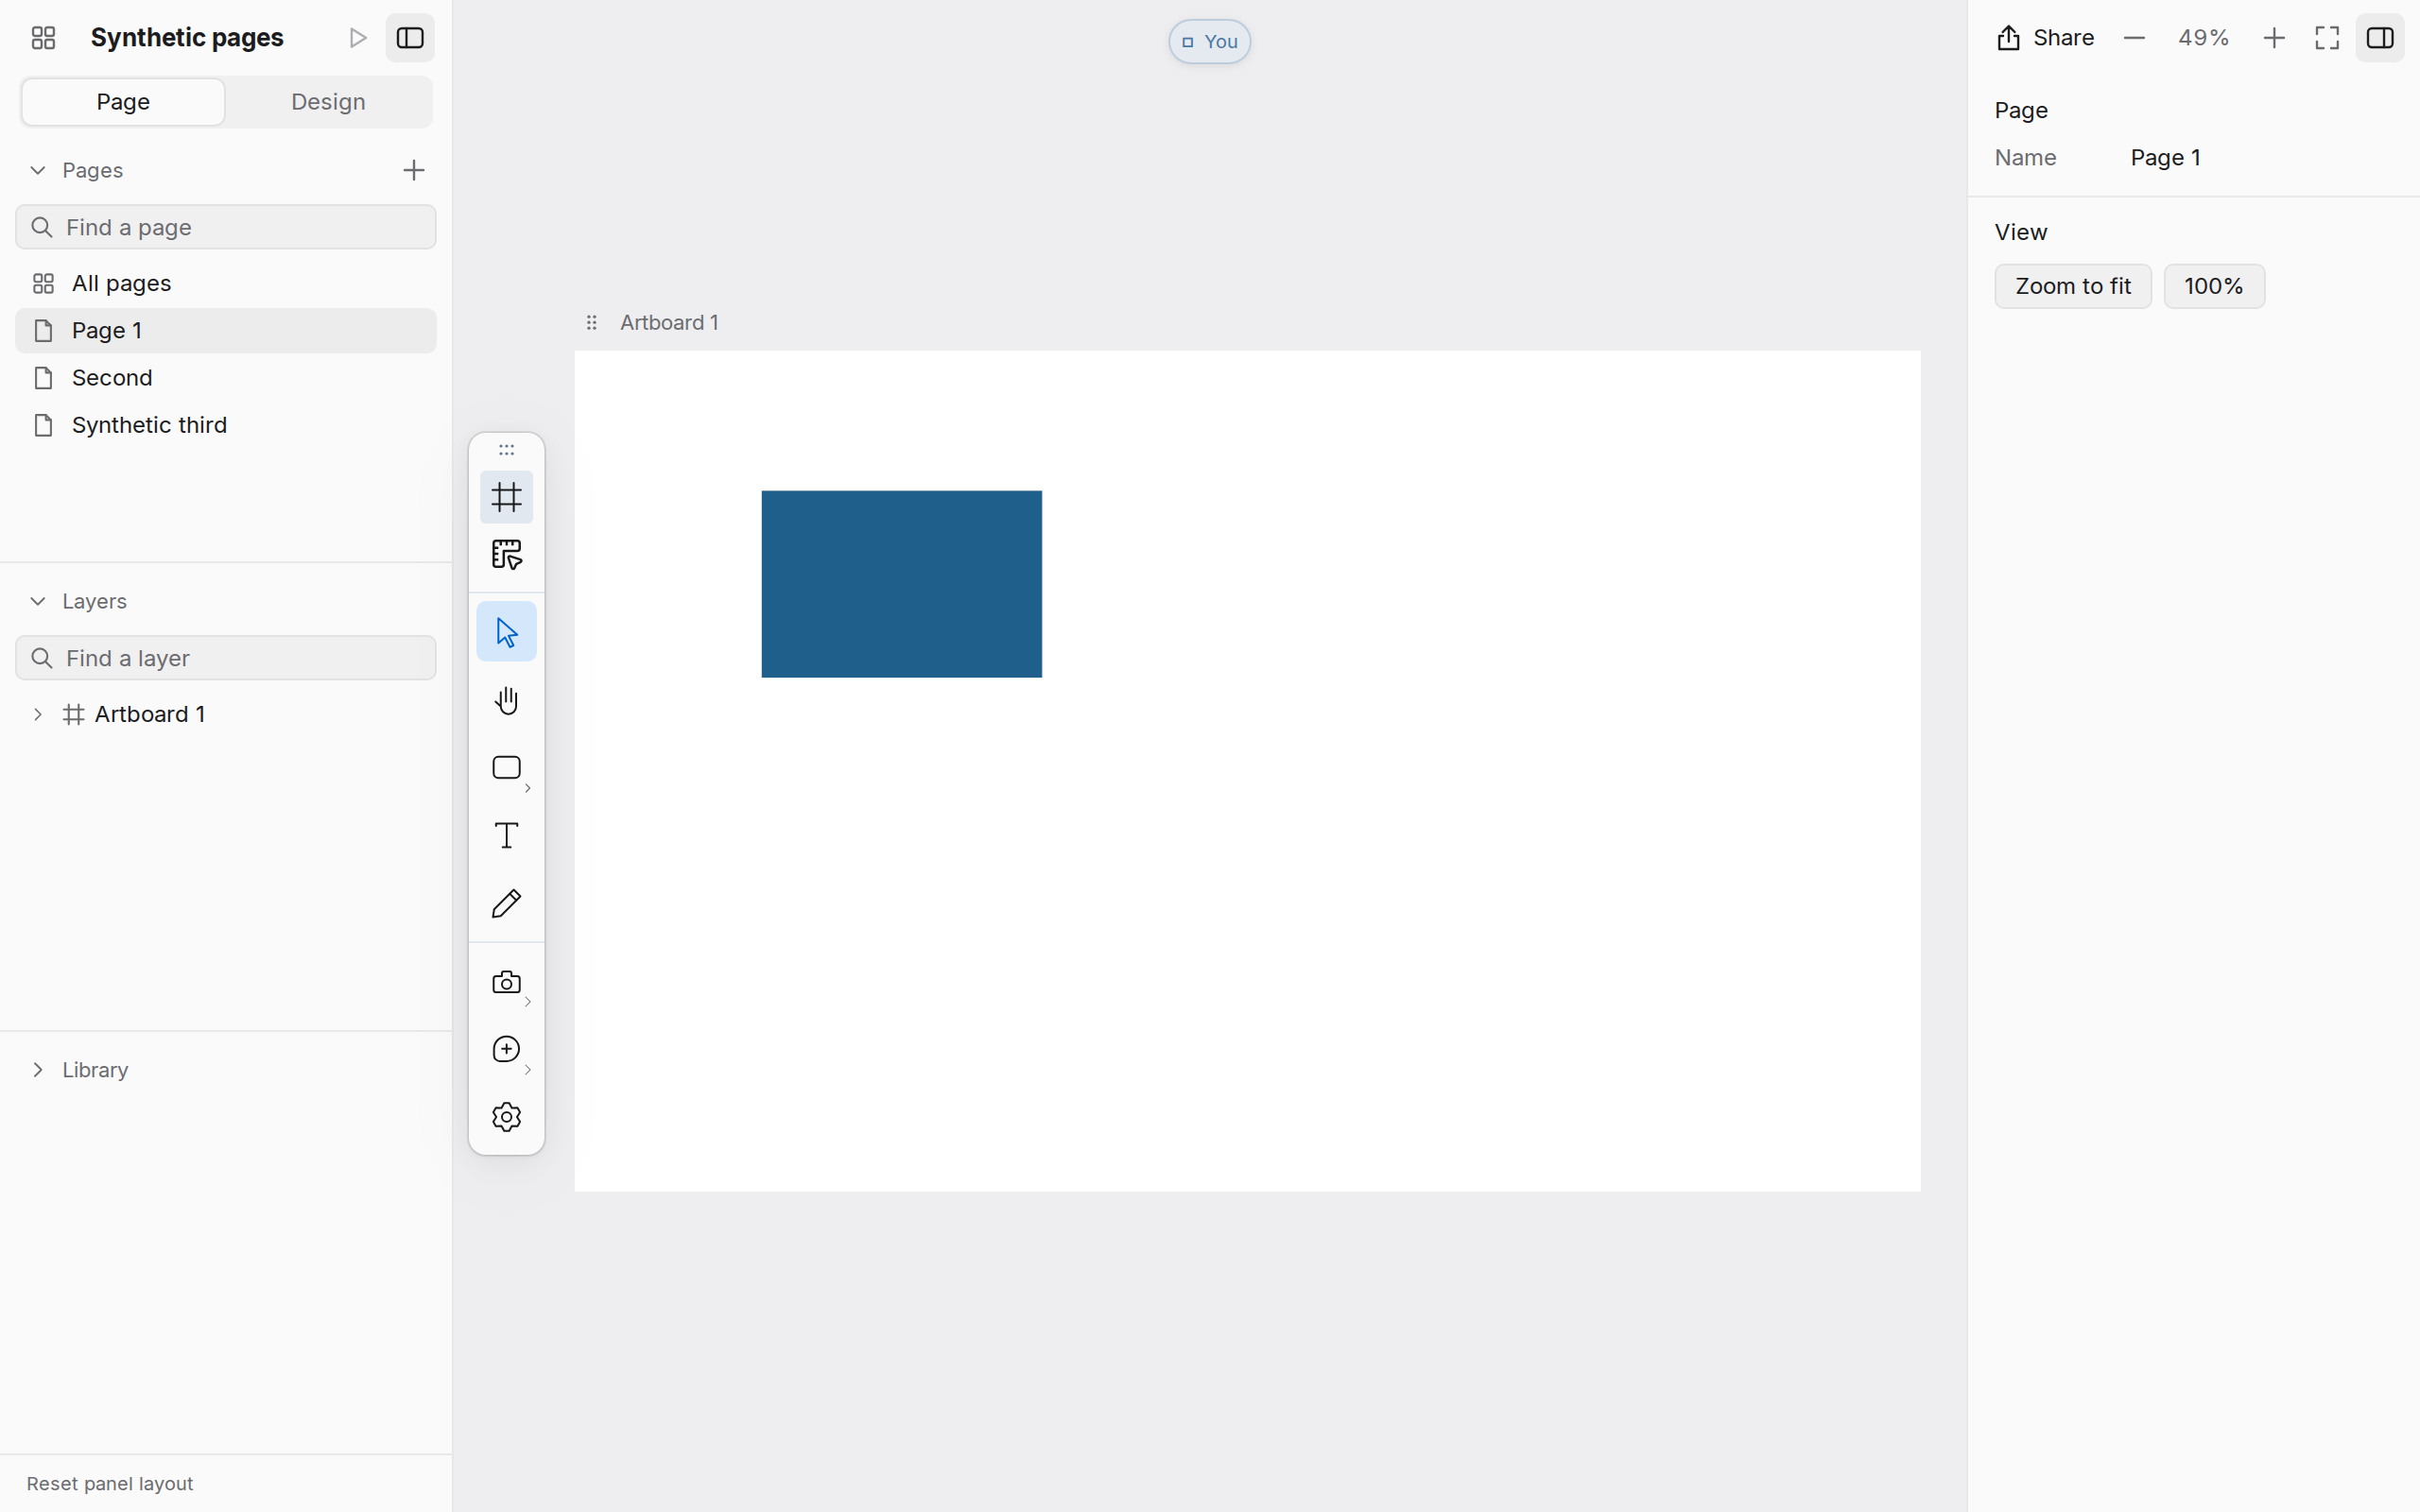 Synthetic pages
Page
Design
Pages
Find a page
All pages
Page 1
Second
Synthetic third
Layers
Find a layer
Artboard 1
Library
Reset panel layout
You
Artboard 1
Share
49%
Page
Name Page 1
View
Zoom to fit
100%